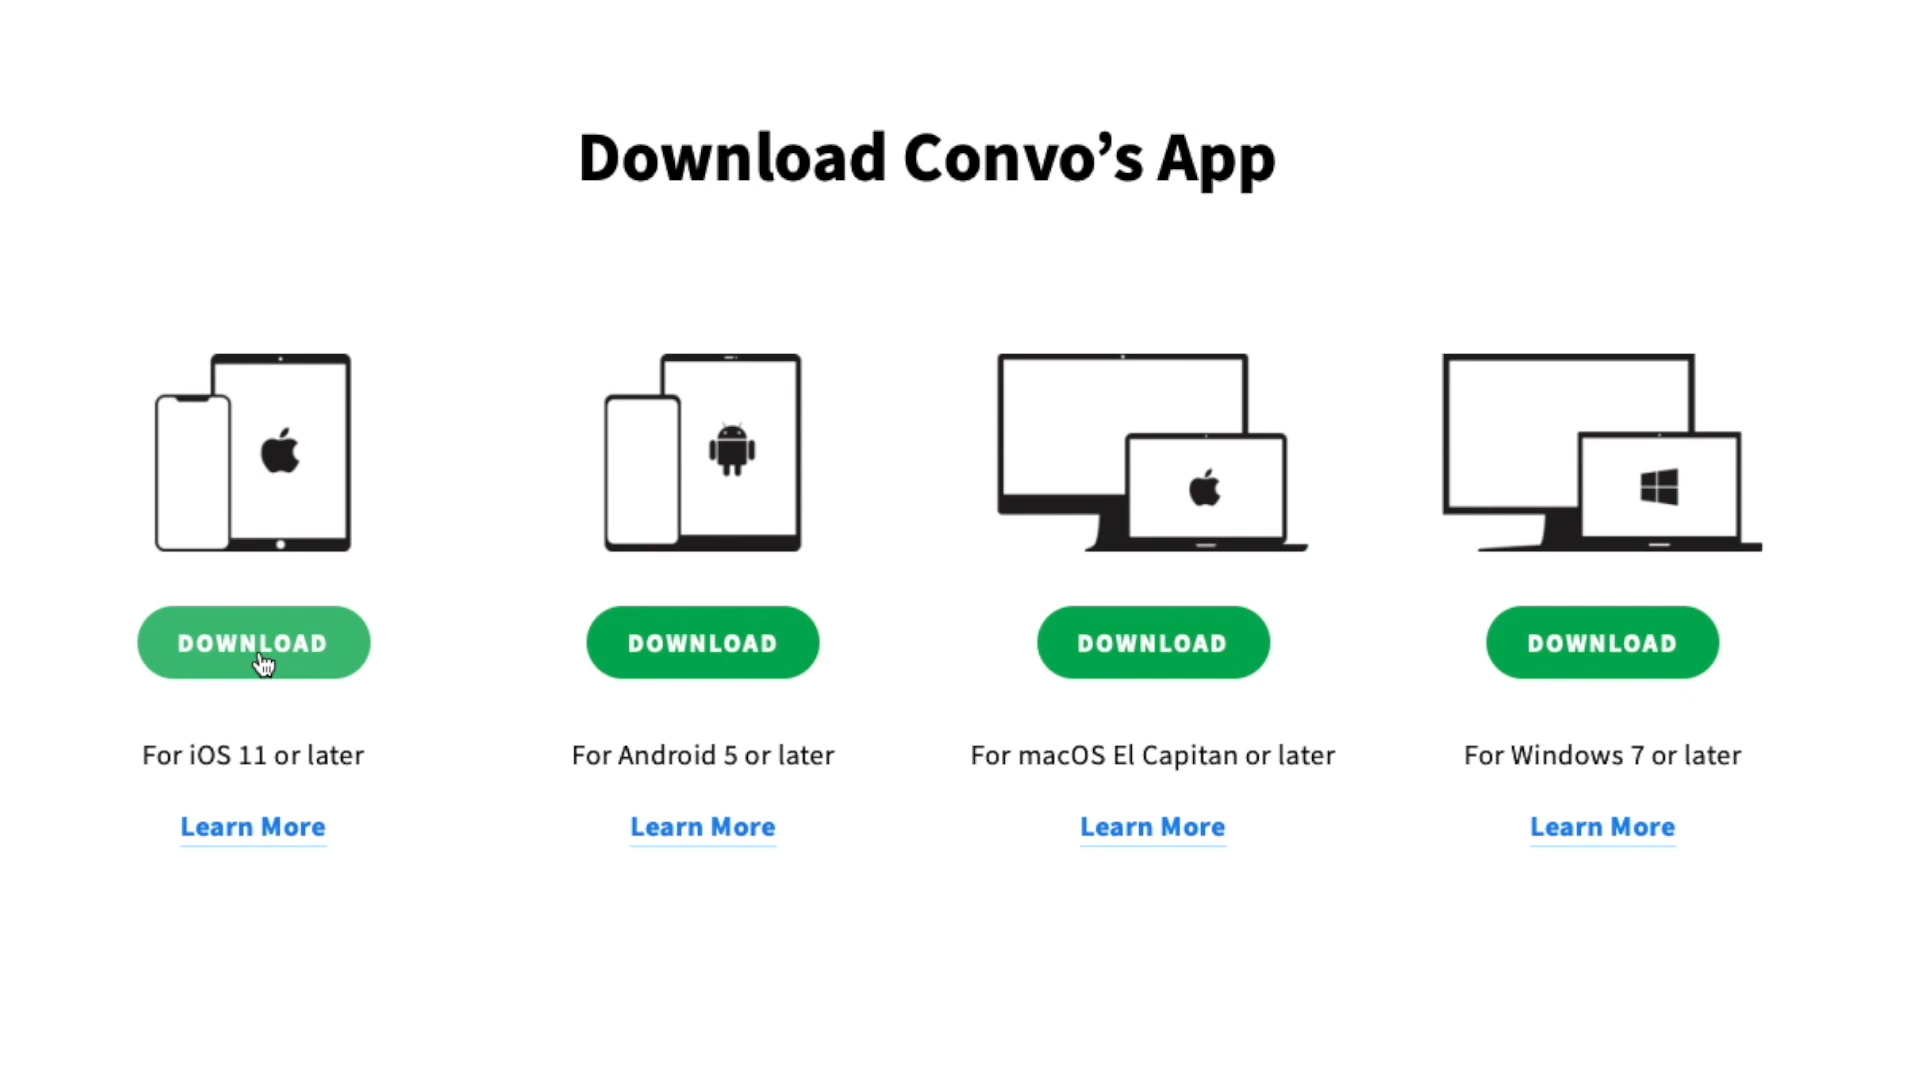 Download Convo’s App
DOWNLOAD
DOWNLOAD
DOWNLOAD
DOWNLOAD
For iOS 11 or later
For Android 5 or later
For macOS El Capitan or later
For Windows 7 or later
Learn More
Learn More
Learn More
Learn More